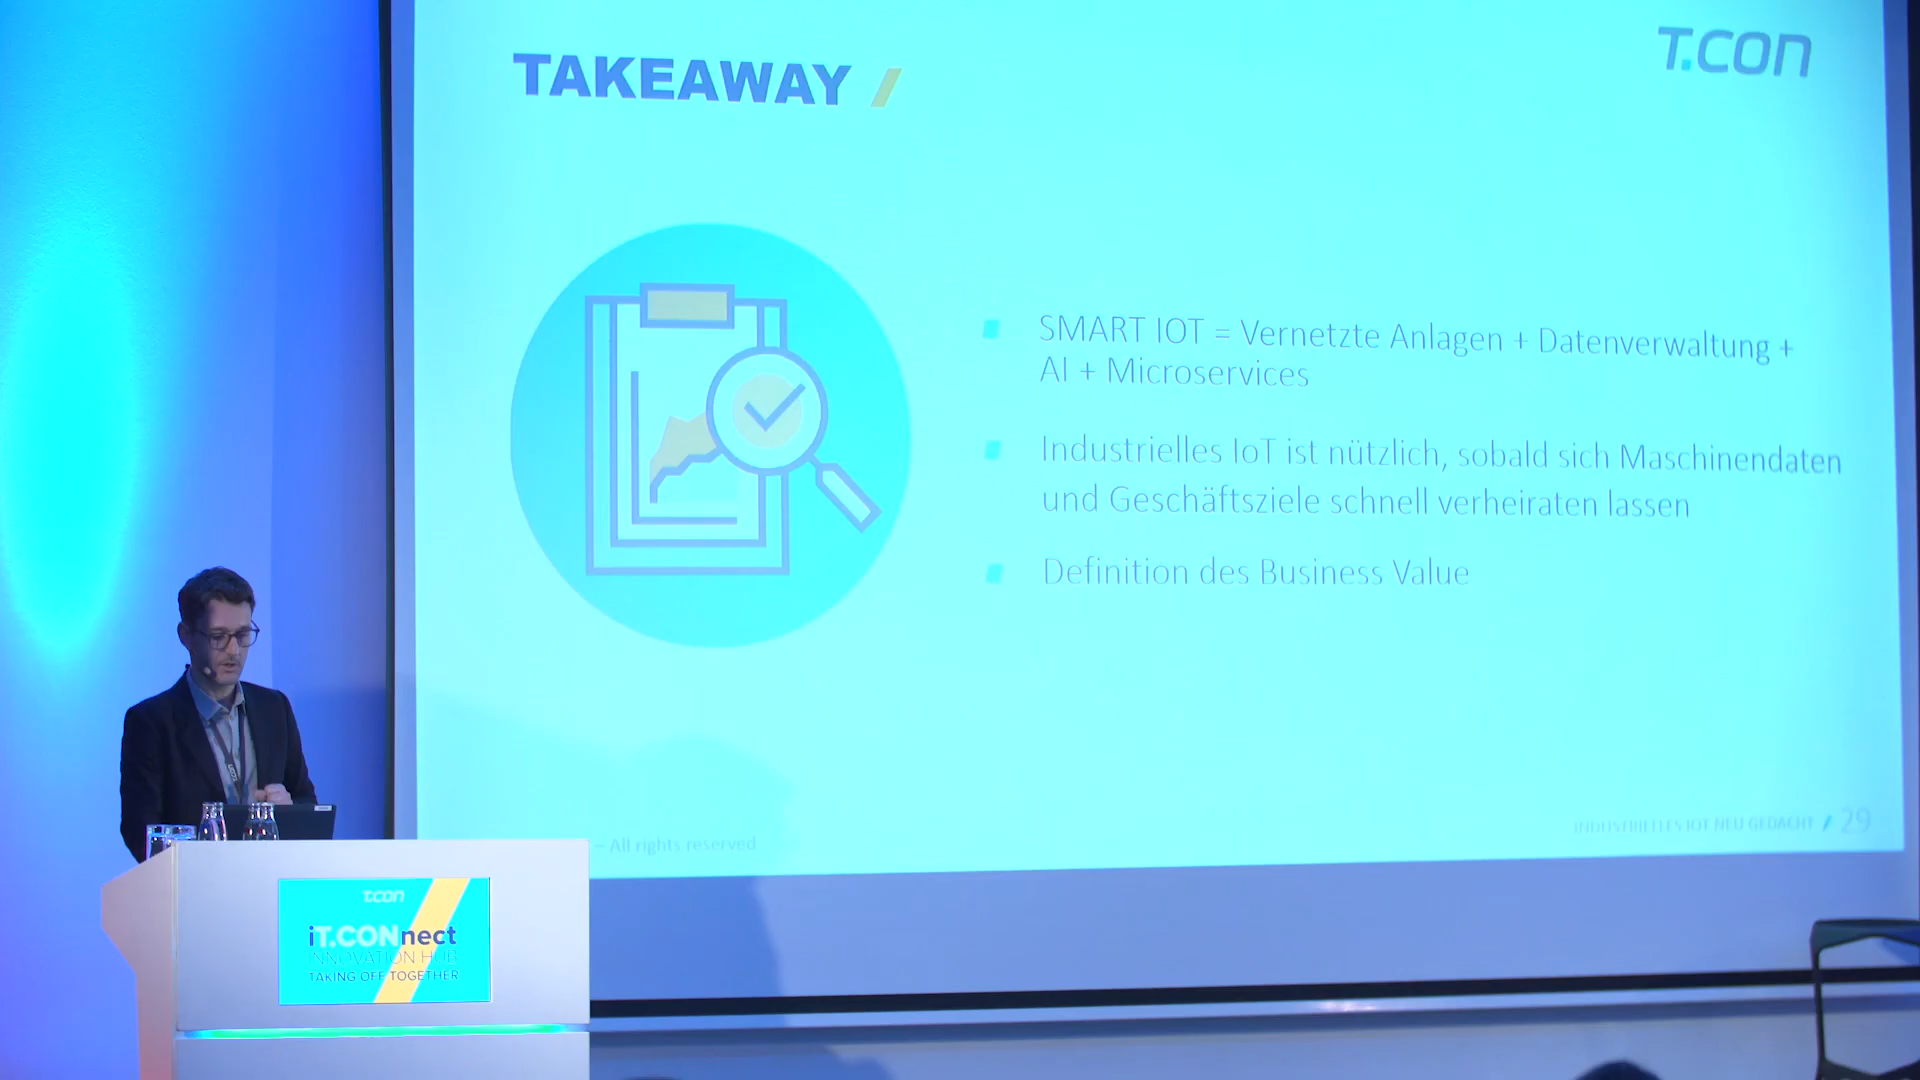 TAKEAWAY /
T.CON
SMART IOT = Vernetzte Anlagen + Datenverwaltung +
AI + Microservices
Industrielles IoT ist nützlich, sobald sich Maschinendaten
und Geschäftsziele schnell verheiraten lassen
Definition des Business Value
– All rights reserved
INDUSTRIELLES IOT NEU GEDACHT / 29
T.CON
iT.CONnect
INNOVATION HUB
TAKING OFF TOGETHER